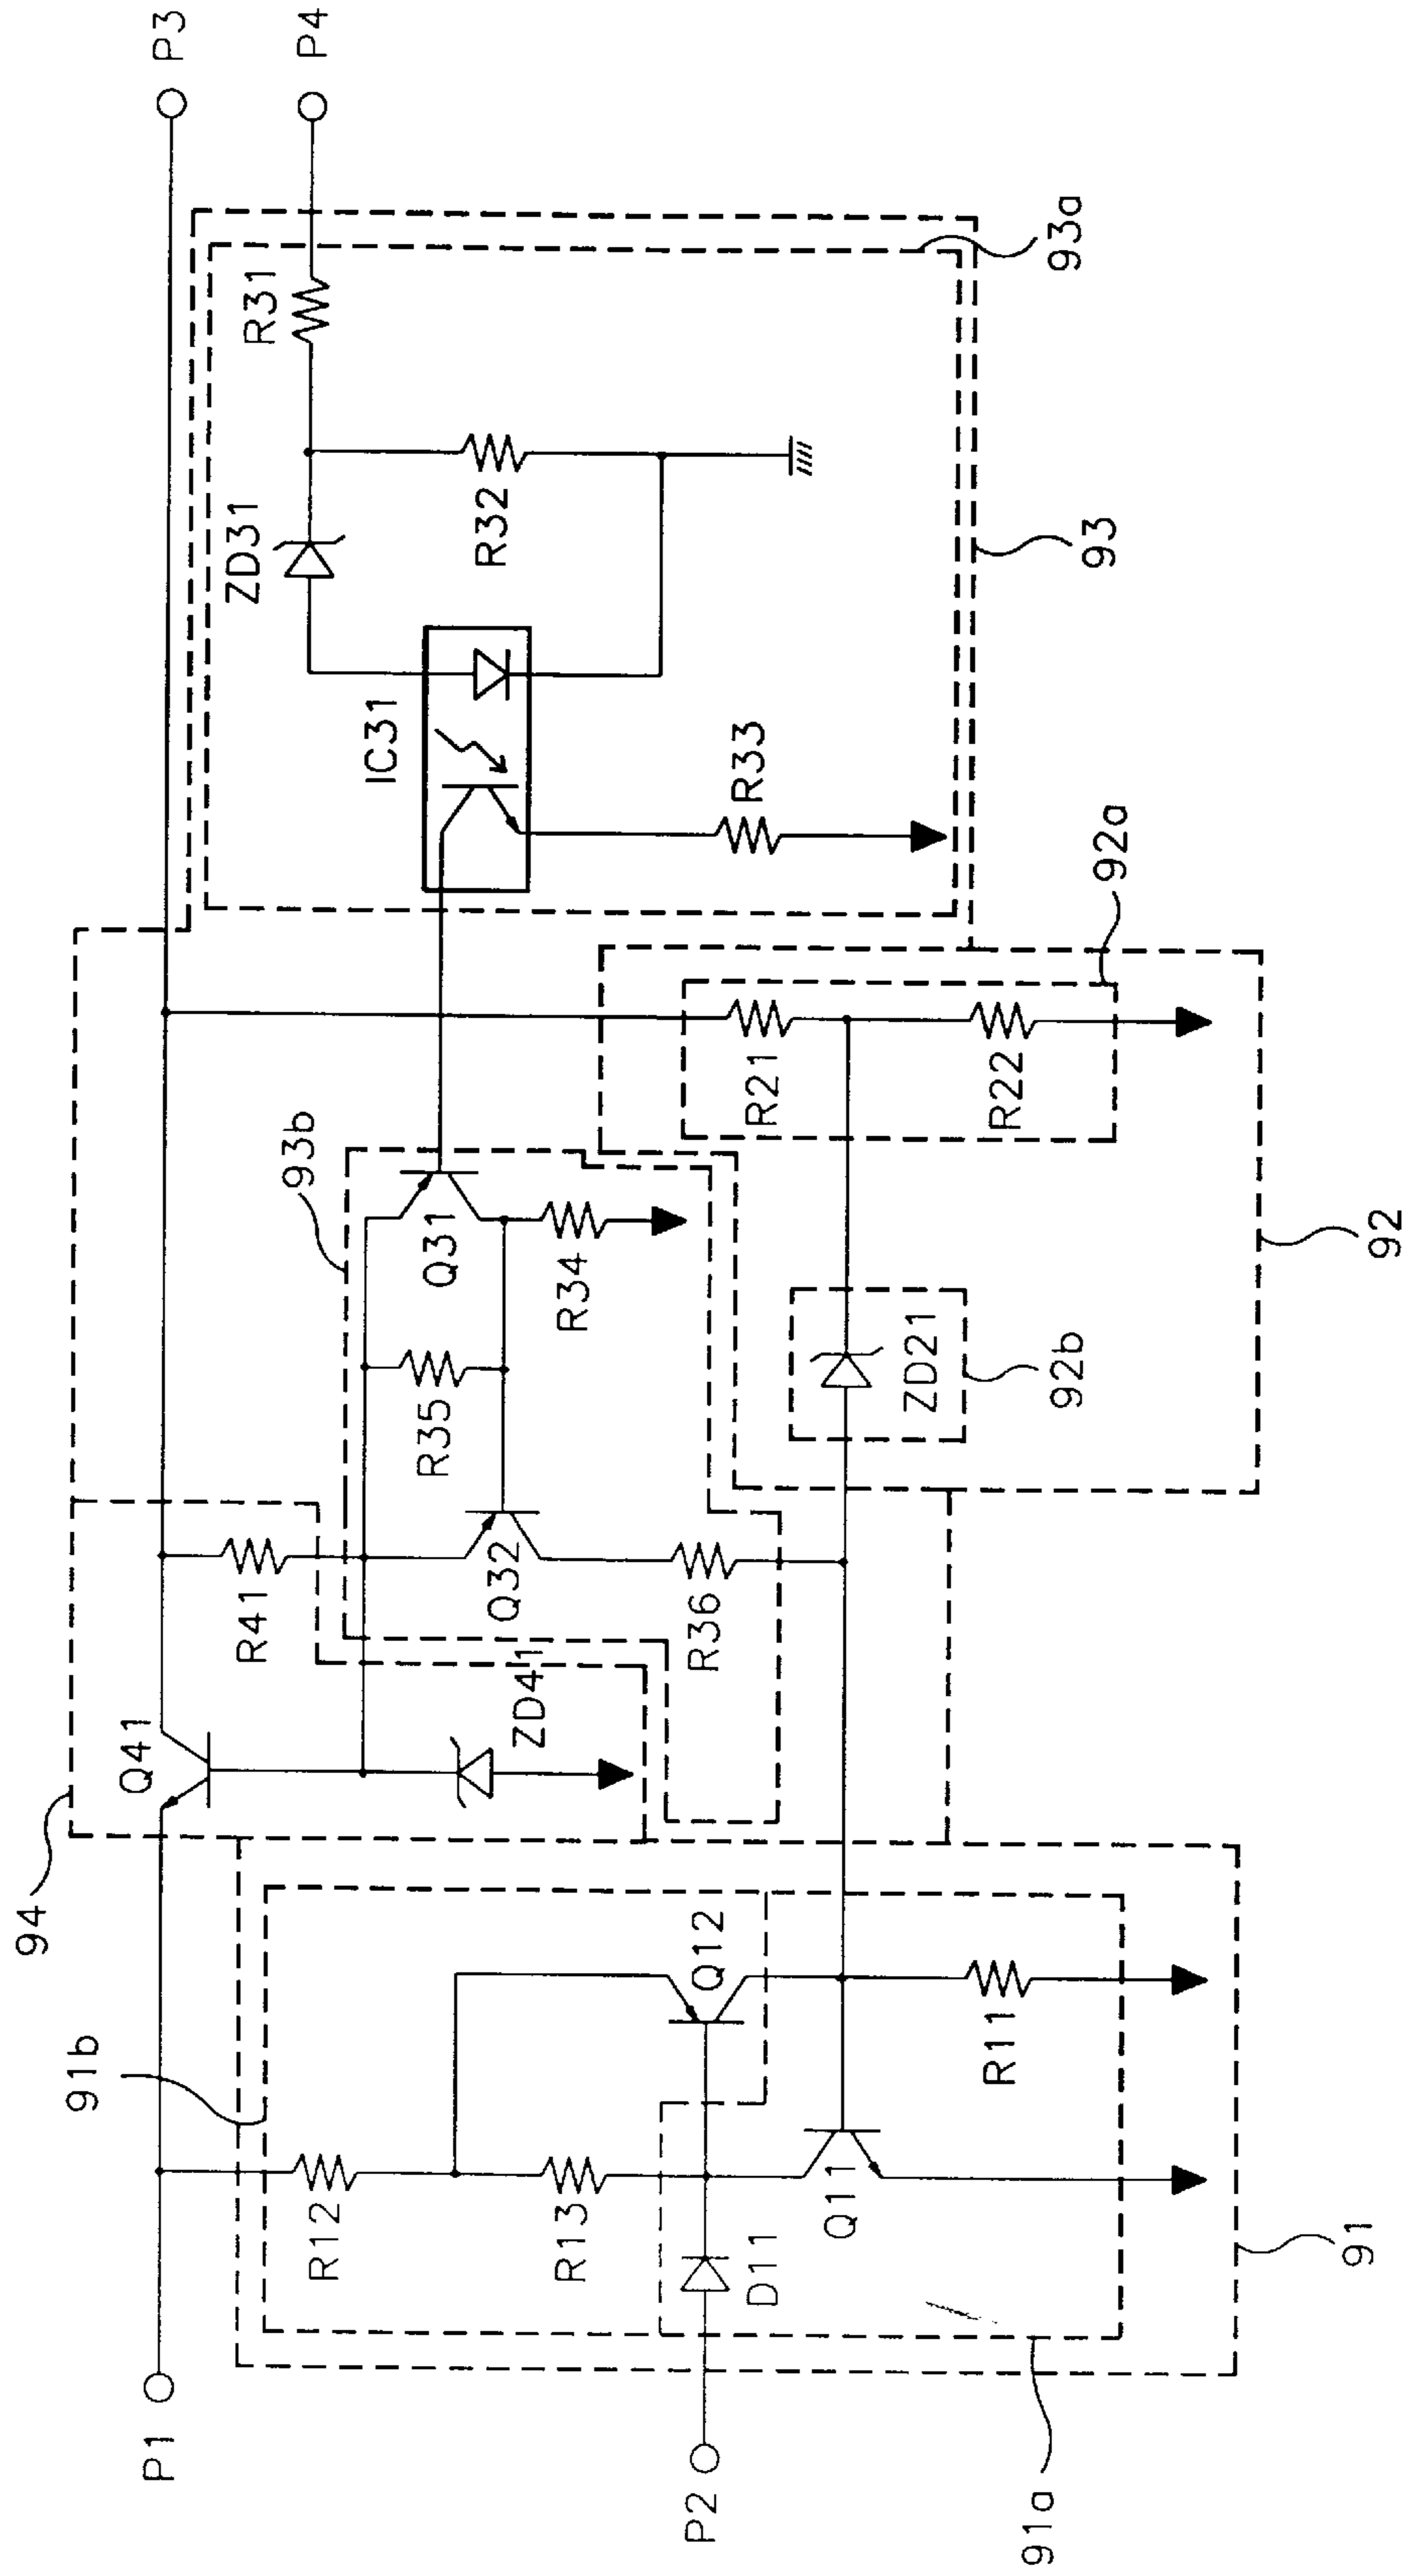 P3
P4
93a
R31
ZD31
R32
93
IC31
R33
92a
R21
R22
93b
Q31
R34
92
R35
ZD21
92b
R41
Q32
R36
ZD41
Q41
94
Q12
91b
R11
R12
R13
Q11
D11
91
P1
P2
91a